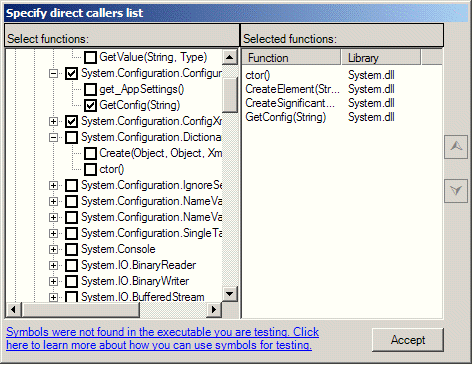 Specify direct callers list
Select functions:
GetValue(String, Type)
System.Configuration.Configur
get_AppSettings()
GetConfig(String)
System.Configuration.ConfigXm
System.Configuration.Dictiona
Create(Object, Object, Xm
ctor()
System.Configuration.IgnoreSe
System.Configuration.NameVa
System.Configuration.NameVa
System.Configuration.SingleTa
System.Console
System.IO.BinaryReader
System.IO.BinaryWriter
System.IO.BufferedStream
Selected functions:
Function Library
ctor() System.dll
CreateElement(Str... System.dll
CreateSignificant... System.dll
GetConfig(String) System.dll
Symbols were not found in the executable you are testing. Click
here to learn more about how you can use symbols for testing.
Accept